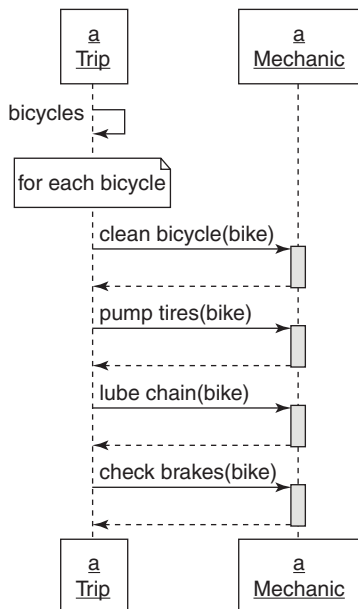 a
Trip
a
Mechanic
bicycles
for each bicycle
clean bicycle(bike)
pump tires(bike)
lube chain(bike)
check brakes(bike)
a
Trip
a
Mechanic